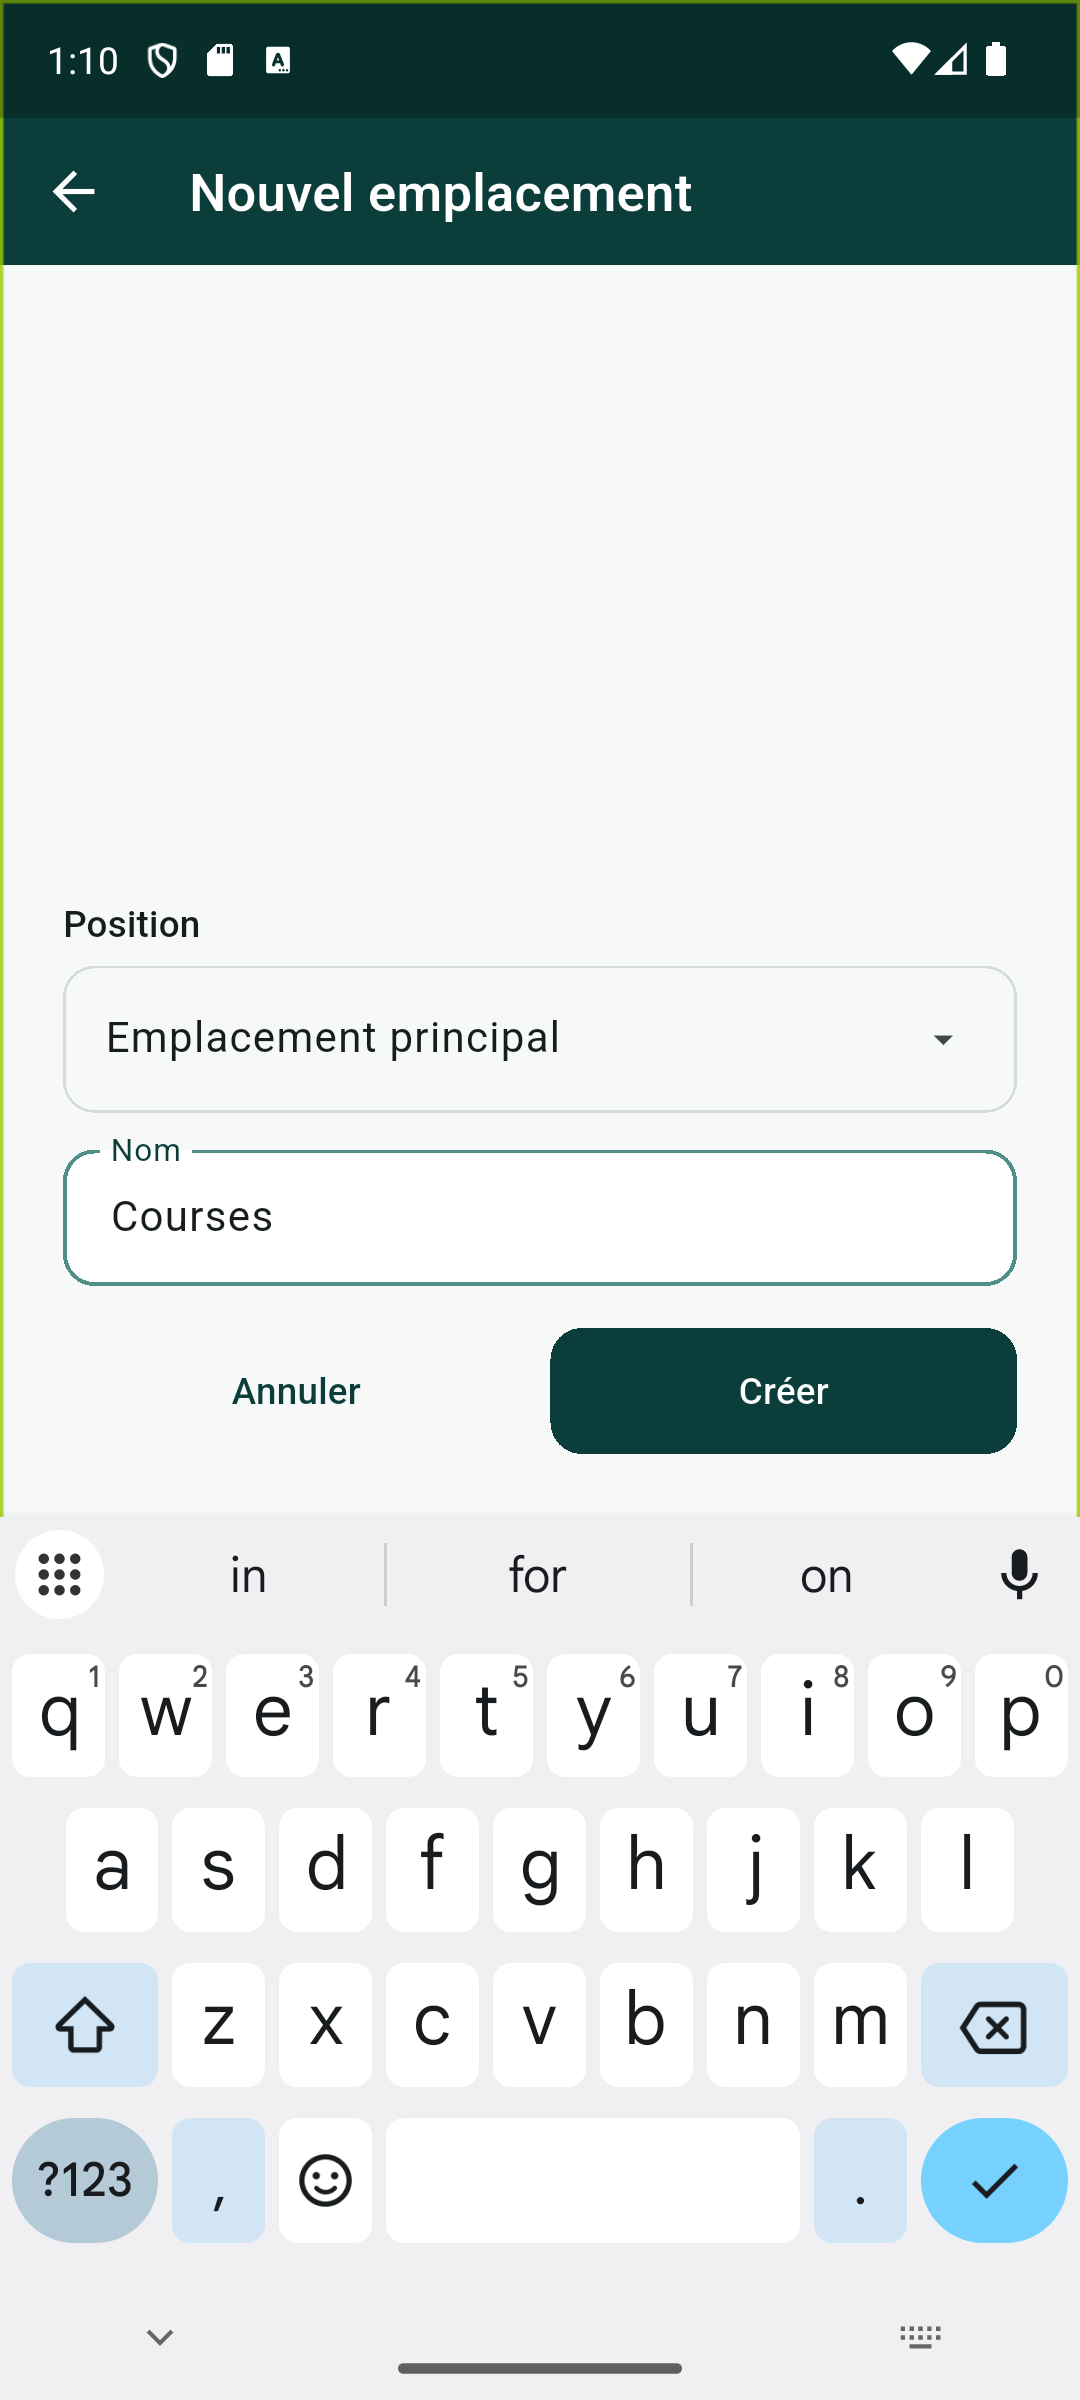 1:10
Nouvel emplacement
Position
Emplacement principal
Nom
Courses
Annuler
Créer
in for on
q1 w2 e3 r4 t5 y6 u7 i8 o9 p0
a s d f g h j k l
z x c v b n m
?123 , .